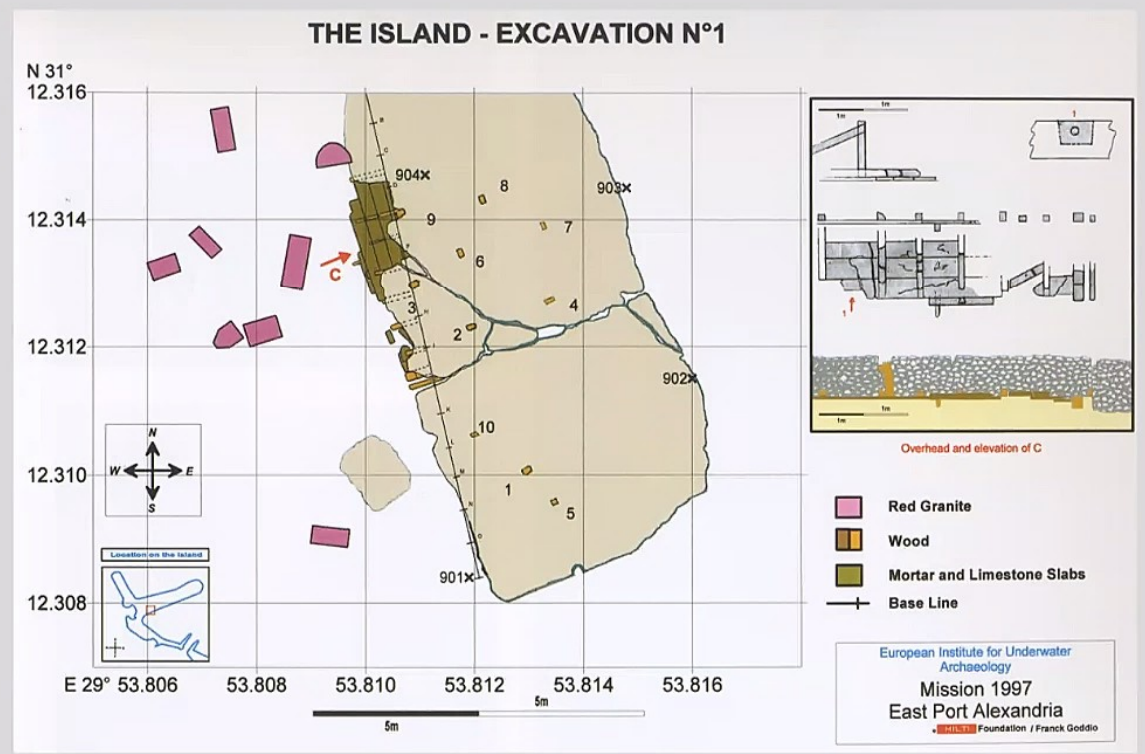 THE ISLAND - EXCAVATION N°1
N 31°
12.316
12.314
12.312
12.310
12.308
E 29° 53.806
53.808
53.810
53.812
53.814
53.816
904
903
902
901
8
9
7
6
4
3
2
10
1
5
C
N
W
E
S
Location on the island
5m
5m
1m
1m
1
1
1m
1m
Overhead and elevation of C
Red Granite
Wood
Mortar and Limestone Slabs
Base Line
European Institute for Underwater
Archaeology
Mission 1997
East Port Alexandria
HILTI Foundation / Franck Goddio